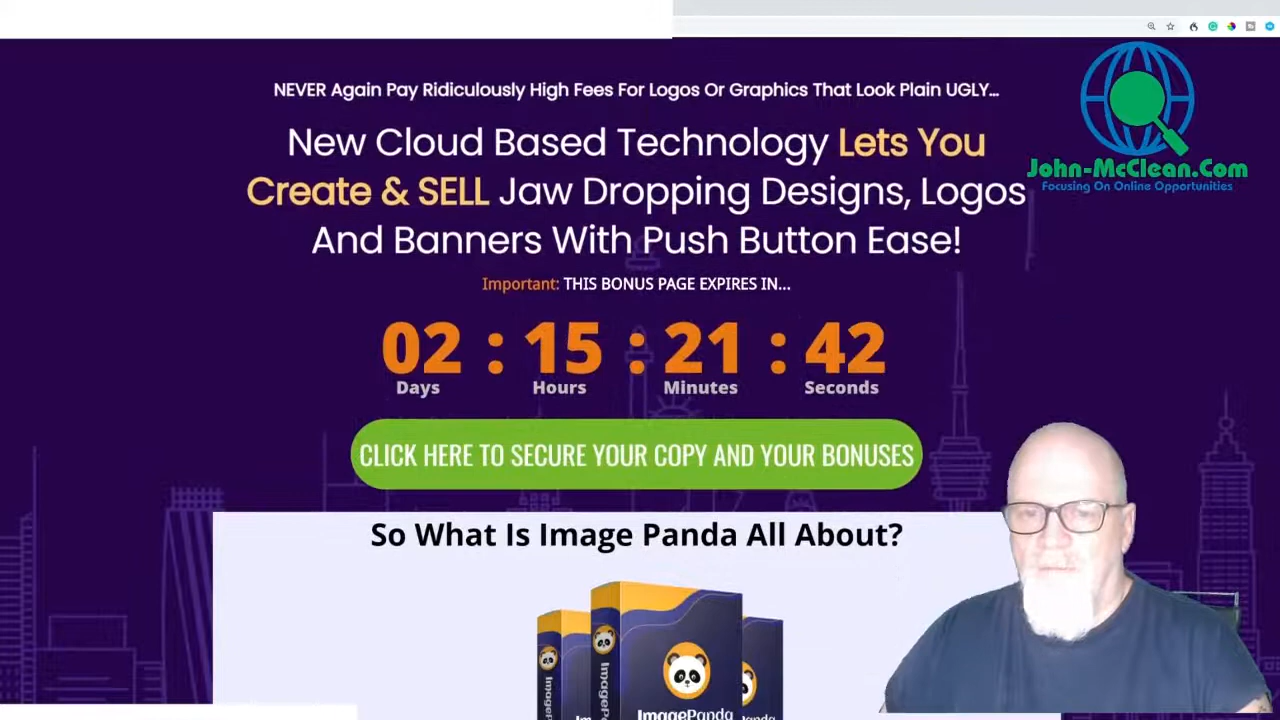 NEVER Again Pay Ridiculously High Fees For Logos Or Graphics That Look Plain UGLY...
New Cloud Based Technology Lets You
Create & SELL Jaw Dropping Designs, Logos
And Banners With Push Button Ease!
John-McClean.Com
Focusing On Online Opportunities
Important: THIS BONUS PAGE EXPIRES IN...
02 : 15 : 21 : 42
Days Hours Minutes Seconds
CLICK HERE TO SECURE YOUR COPY AND YOUR BONUSES
So What Is Image Panda All About?
ImagePanda